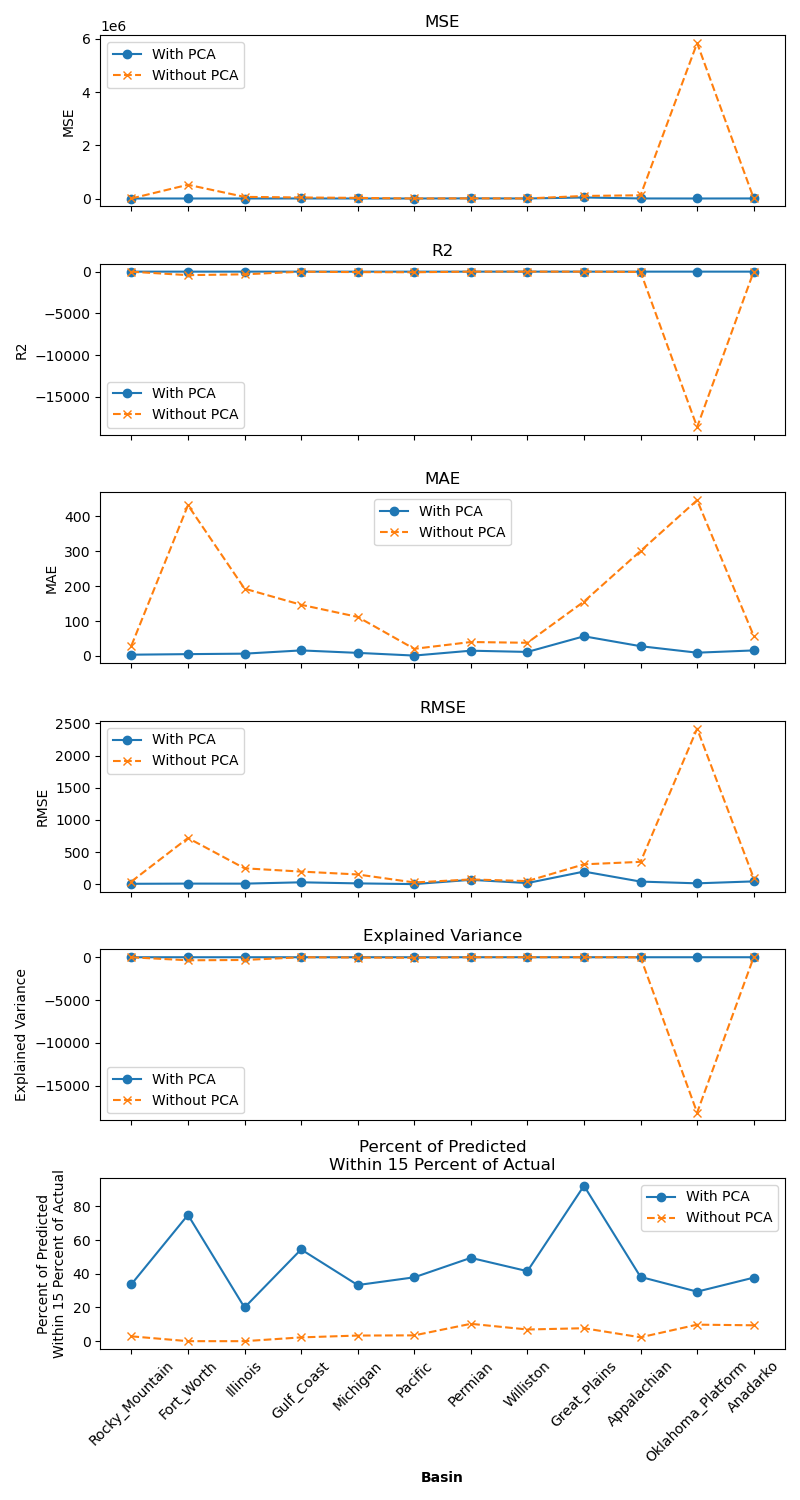 MSE
1e6
6
4
2
0
MSE
With PCA
Without PCA
R2
0
−5000
−10000
−15000
R2
With PCA
Without PCA
MAE
400
300
200
100
0
MAE
With PCA
Without PCA
RMSE
2500
2000
1500
1000
500
0
RMSE
With PCA
Without PCA
Explained Variance
0
−5000
−10000
−15000
Explained Variance
With PCA
Without PCA
Percent of Predicted
Within 15 Percent of Actual
80
60
40
20
0
Percent of Predicted
Within 15 Percent of Actual
With PCA
Without PCA
Rocky_Mountain
Fort_Worth
Illinois
Gulf_Coast
Michigan
Pacific
Permian
Williston
Great_Plains
Appalachian
Oklahoma_Platform
Anadarko
Basin